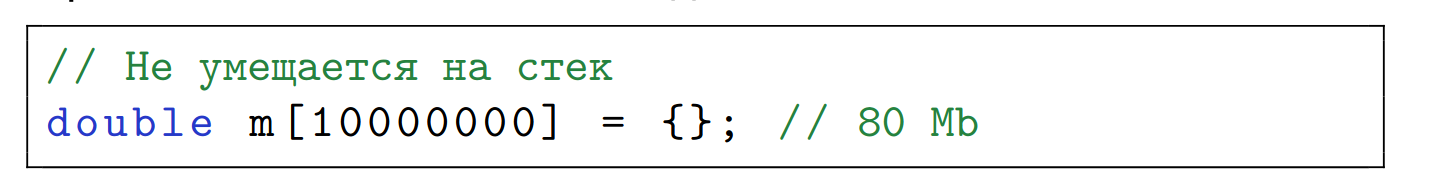 // Не умещается на стек
double m[10000000] = {}; // 80 Mb